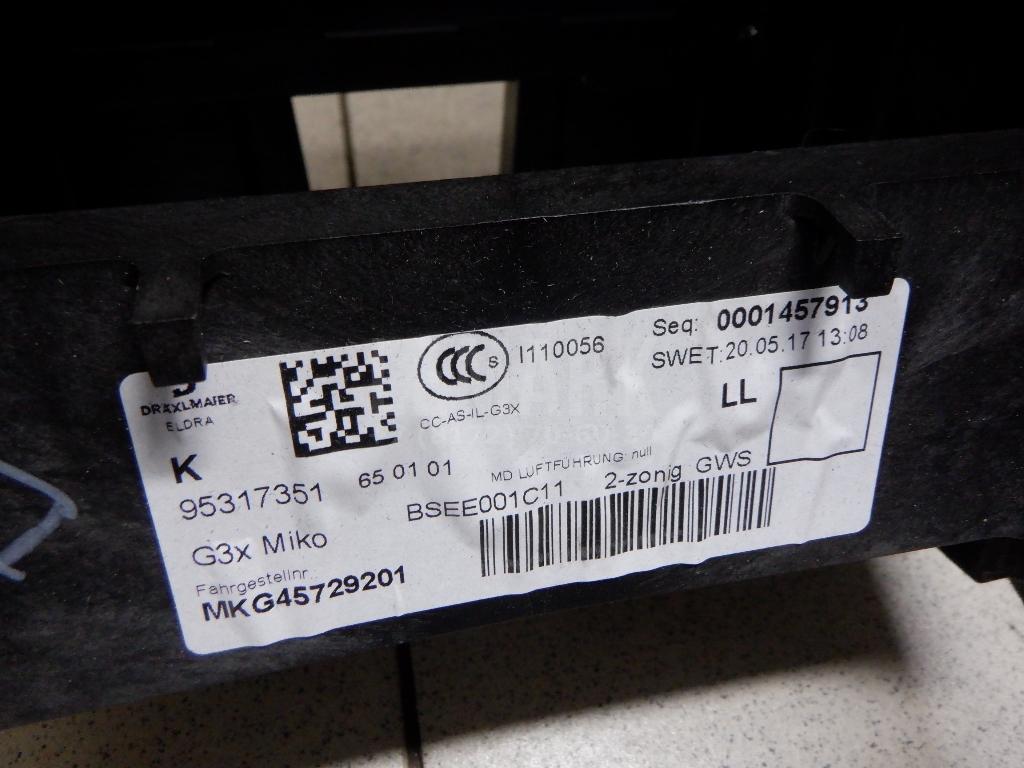 DRÄXLMAIER
ELDRA
CCC S
I110056
CC-AS-IL-G3X
Seq: 0001457913
SWET:20.05.17 13:08
LL
K
95317351
65 01 01
MD LUFTFÜHRUNG: null
BSEE001C11 2-zonig GWS
G3x Miko
Fahrgestellnr.:
MKG45729201